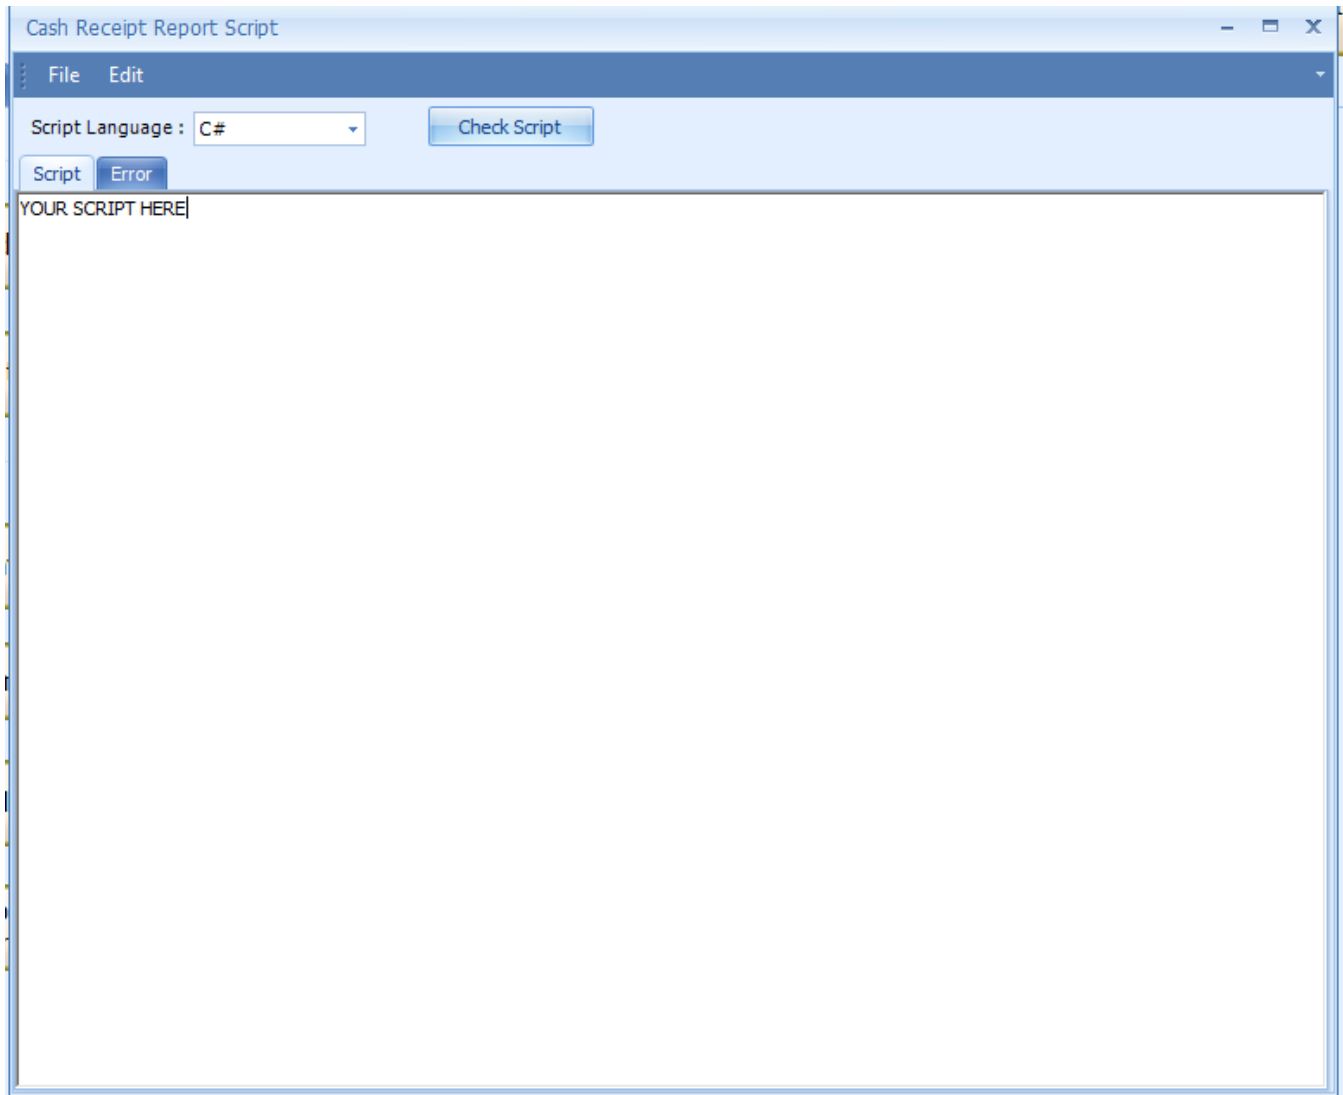 Cash Receipt Report Script
File Edit
Script Language : C# Check Script
Script Error
YOUR SCRIPT HERE